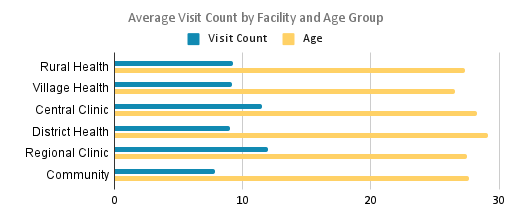 Average Visit Count by Facility and Age Group
Visit Count Age
Rural Health
Village Health
Central Clinic
District Health
Regional Clinic
Community
0 10 20 30